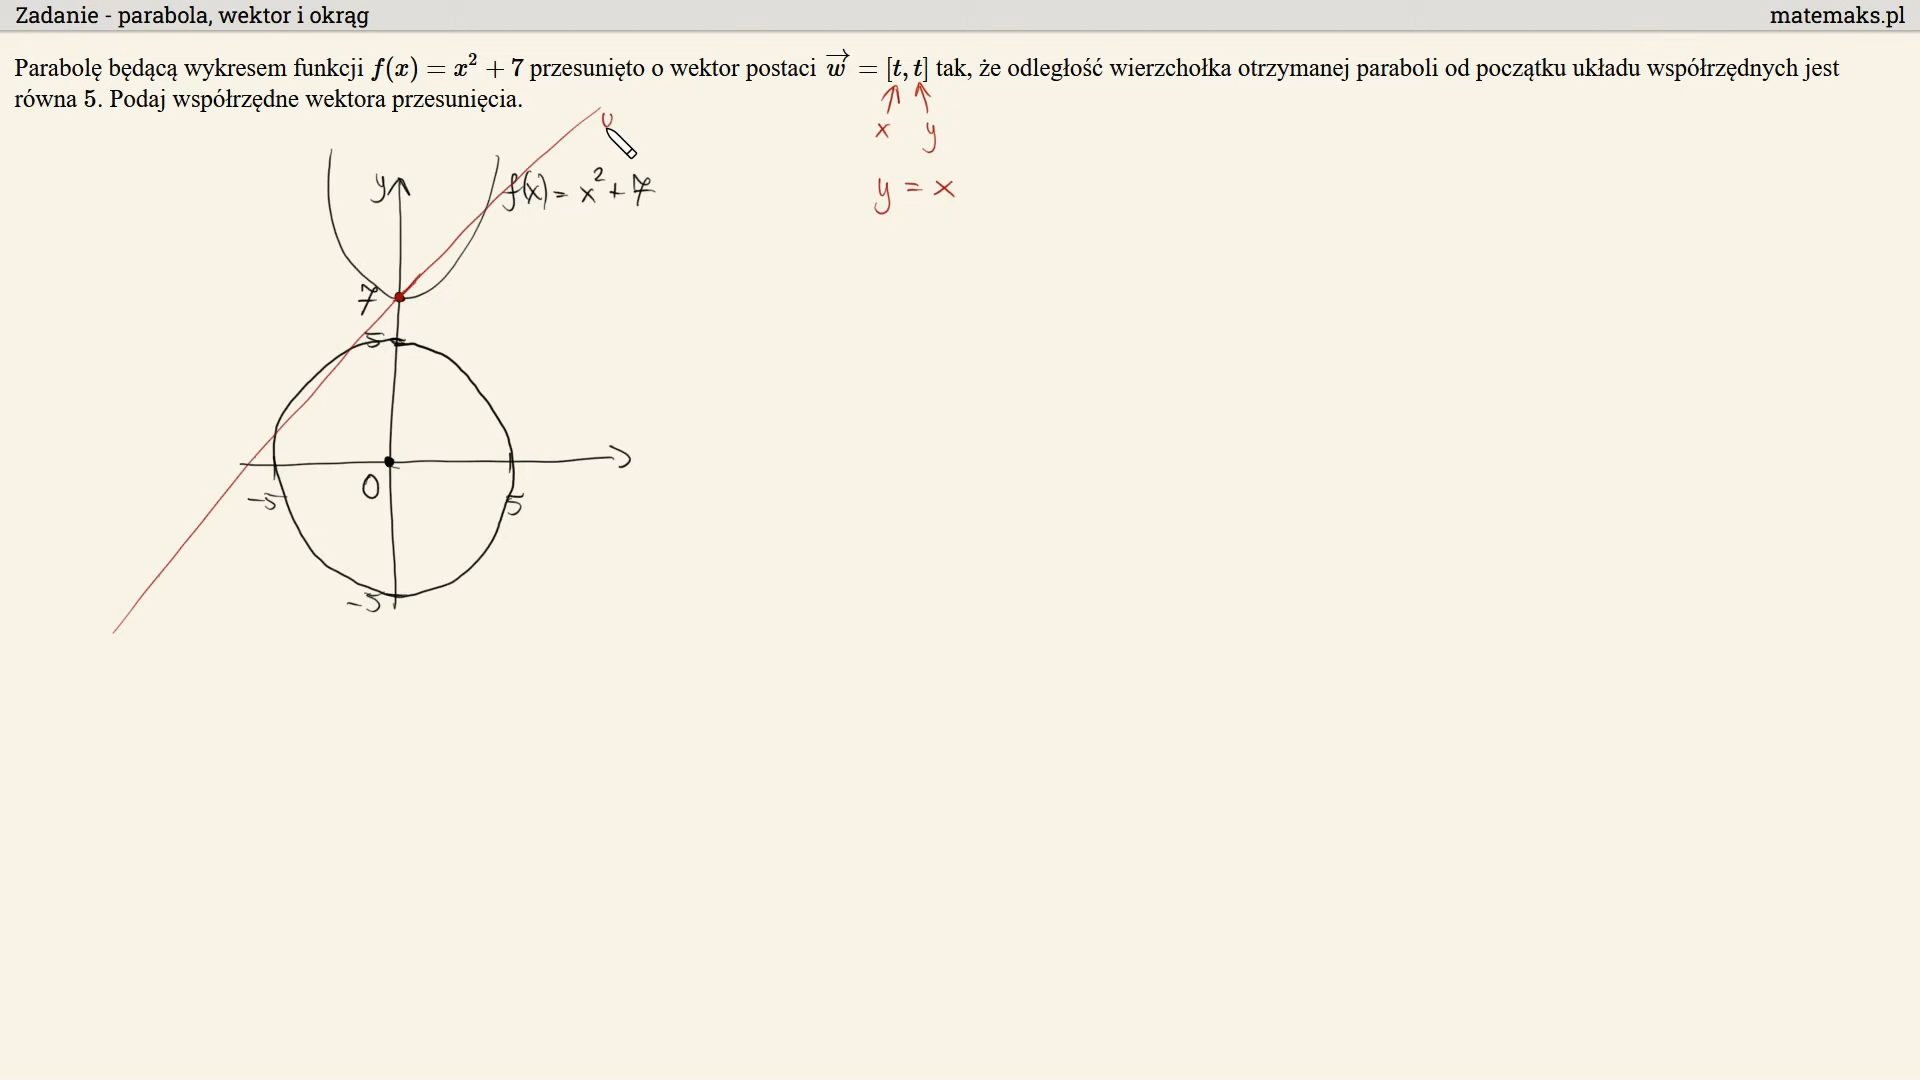 Zadanie - parabola, wektor i okrąg
matemaks.pl
Parabolę będącą wykresem funkcji f(x) = x² + 7 przesunięto o wektor postaci w⃗ = [t, t] tak, że odległość wierzchołka otrzymanej paraboli od początku układu współrzędnych jest
równa 5. Podaj współrzędne wektora przesunięcia.
x y
y = x
y
f(x) = x² + 7
7
5
0
-5
5
-5